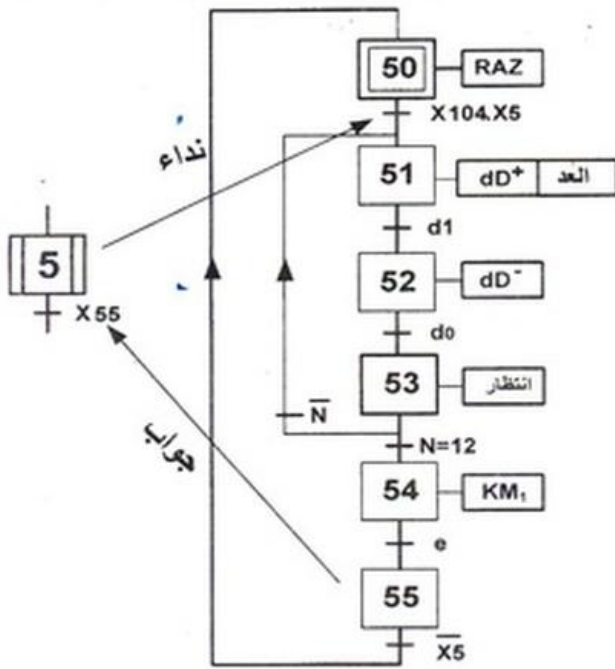 50 RAZ
X104.X5
نداء
51 dD⁺ العد
d1
5
52 dD⁻
X55
d0
53 انتظار
N̅
جواب
N=12
54 KM₁
e
55
X̅5̅